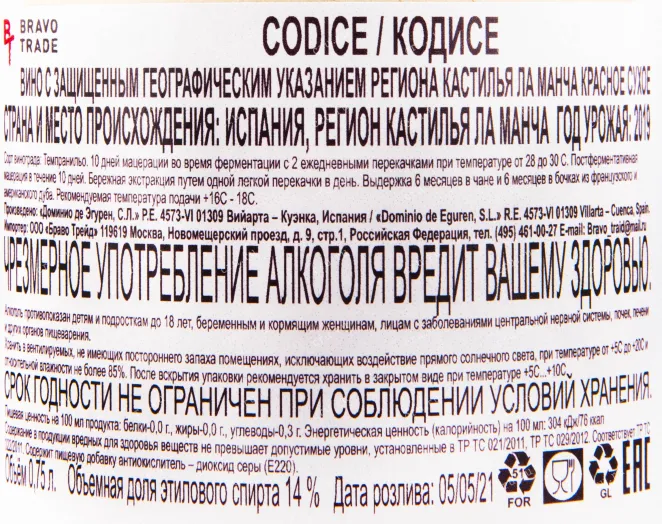 BRAVO
TRADE
CODICE / КОДИСЕ
ВИНО С ЗАЩИЩЕННЫМ ГЕОГРАФИЧЕСКИМ УКАЗАНИЕМ РЕГИОНА КАСТИЛЬЯ ЛА МАНЧА КРАСНОЕ СУХОЕ
СТРАНА И МЕСТО ПРОИСХОЖДЕНИЯ: ИСПАНИЯ, РЕГИОН КАСТИЛЬЯ ЛА МАНЧА ГОД УРОЖАЯ: 2019
Сорт винограда: Темпранильо. 10 дней мацерации во время ферментации с 2 ежедневными перекачками при температуре от 28 до 30 С. Постферментативная
мацерация в течение 10 дней. Бережная экстракция путем одной легкой перекачки в день. Выдержка 6 месяцев в чане и 6 месяцев в бочках из французского и
американского дуба. Рекомендуемая температура подачи +16С - 18С.
Произведено: «Доминио де Эгурен, С.Л.» Р.Е. 4573-VI 01309 Вийарта – Куэнка, Испания / «Dominio de Eguren, S.L.» R.E. 4573-VI 01309 Villarta – Cuenca, Spain.
Импортер: ООО «Браво Трейд» 119619 Москва, Новомещерский проезд, д. 9, стр.1, Российская Федерация, тел. (495) 461-00-27 E-mail: Bravo_traid@mail.ru
ЧРЕЗМЕРНОЕ УПОТРЕБЛЕНИЕ АЛКОГОЛЯ ВРЕДИТ ВАШЕМУ ЗДОРОВЬЮ.
Алкоголь противопоказан детям и подросткам до 18 лет, беременным и кормящим женщинам, лицам с заболеваниями центральной нервной системы, почек, печени
и других органов пищеварения.
Хранить в вентилируемых, не имеющих постороннего запаха помещениях, исключающих воздействие прямого солнечного света, при температуре от +5С до +20С и
относительной влажности не более 85%. После вскрытия упаковки рекомендуется хранить в закрытом виде при температуре +5С...+10С.
СРОК ГОДНОСТИ НЕ ОГРАНИЧЕН ПРИ СОБЛЮДЕНИИ УСЛОВИЙ ХРАНЕНИЯ.
Пищевая ценность на 100 мл продукта: белки-0,0 г., жиры-0,0 г., углеводы-0,3 г. Энергетическая ценность (калорийность) на 100 мл: 304 кДж/76 ккал
Содержание в продукции вредных для здоровья веществ не превышает допустимые уровни, установленные в ТР ТС 021/2011, ТР ТС 029/2012. Соответствует ТР ТС
022/2011. Содержит пищевую добавку антиокислитель – диоксид серы (Е220).
Объём 0,75 л. Объемная доля этилового спирта 14 % Дата розлива: 05/05/21
51
FOR
GL
EAC